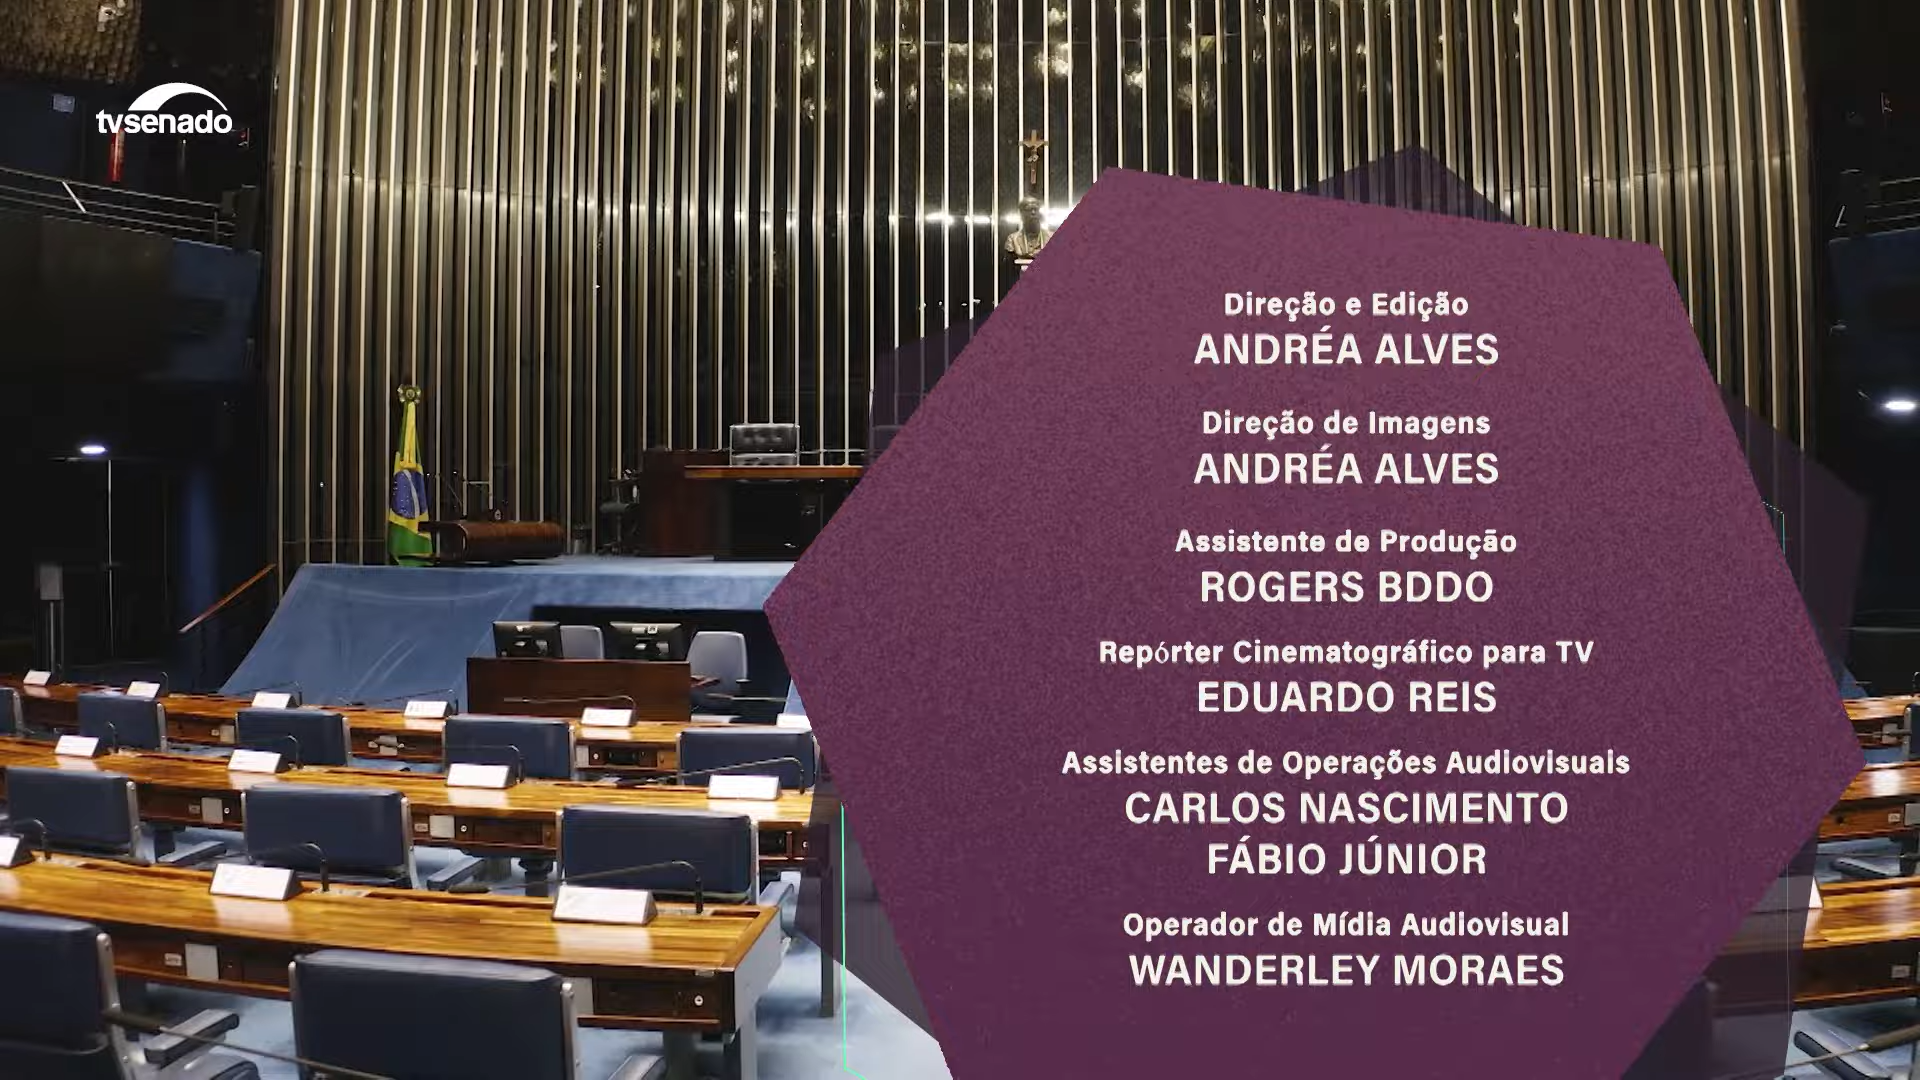 tvsenado
Direção e Edição
ANDRÉA ALVES
Direção de Imagens
ANDRÉA ALVES
Assistente de Produção
ROGERS BDDO
Repórter Cinematográfico para TV
EDUARDO REIS
Assistentes de Operações Audiovisuais
CARLOS NASCIMENTO
FÁBIO JÚNIOR
Operador de Mídia Audiovisual
WANDERLEY MORAES